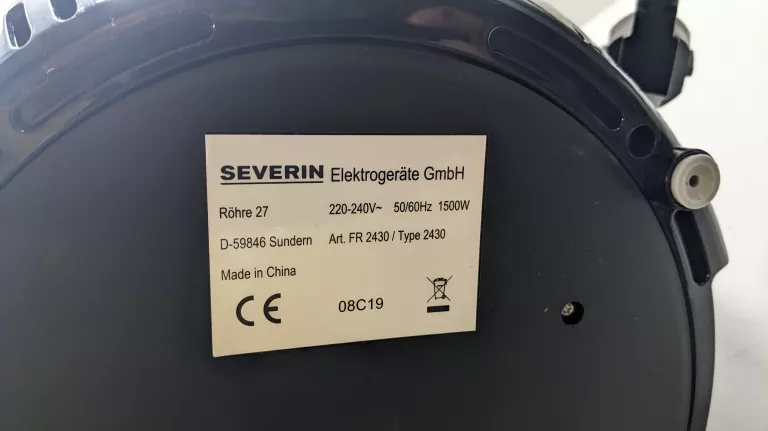 SEVERIN Elektrogeräte GmbH
Röhre 27 220-240V~ 50/60Hz 1500W
D-59846 Sundern Art. FR 2430 / Type 2430
Made in China
CE 08C19